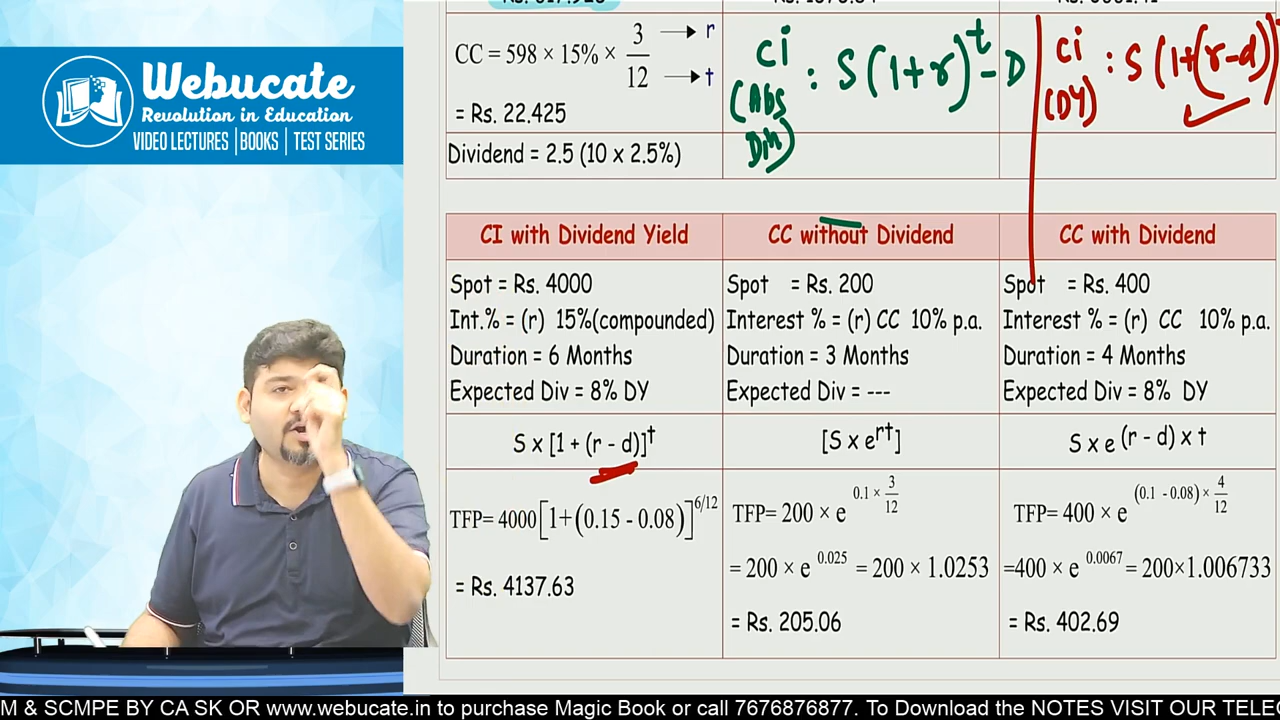 Webucate
Revolution in Education
VIDEO LECTURES | BOOKS | TEST SERIES
CC = 598 × 15% × 3/12 → r → t
= Rs. 22.425
Dividend = 2.5 (10 x 2.5%)
Ci (Abs Div) : S(1+r)^t - D
Ci (DY) : S(1+(r-d))
CI with Dividend Yield
Spot = Rs. 4000
Int.% = (r) 15%(compounded)
Duration = 6 Months
Expected Div = 8% DY
S x [1 + (r - d)]^t
TFP= 4000[1+(0.15 - 0.08)]^6/12
= Rs. 4137.63
CC without Dividend
Spot = Rs. 200
Interest % = (r) CC 10% p.a.
Duration = 3 Months
Expected Div = ---
[S x e^rt]
TFP= 200 × e^0.1 × 3/12
= 200 × e^0.025 = 200 × 1.0253
= Rs. 205.06
CC with Dividend
Spot = Rs. 400
Interest % = (r) CC 10% p.a.
Duration = 4 Months
Expected Div = 8% DY
S x e^(r - d) x t
TFP= 400 × e^(0.1 - 0.08) × 4/12
=400 × e^0.0067 = 200×1.006733
= Rs. 402.69
M & SCMPE BY CA SK OR www.webucate.in to purchase Magic Book or call 7676876877. To Download the NOTES VISIT OUR TELE